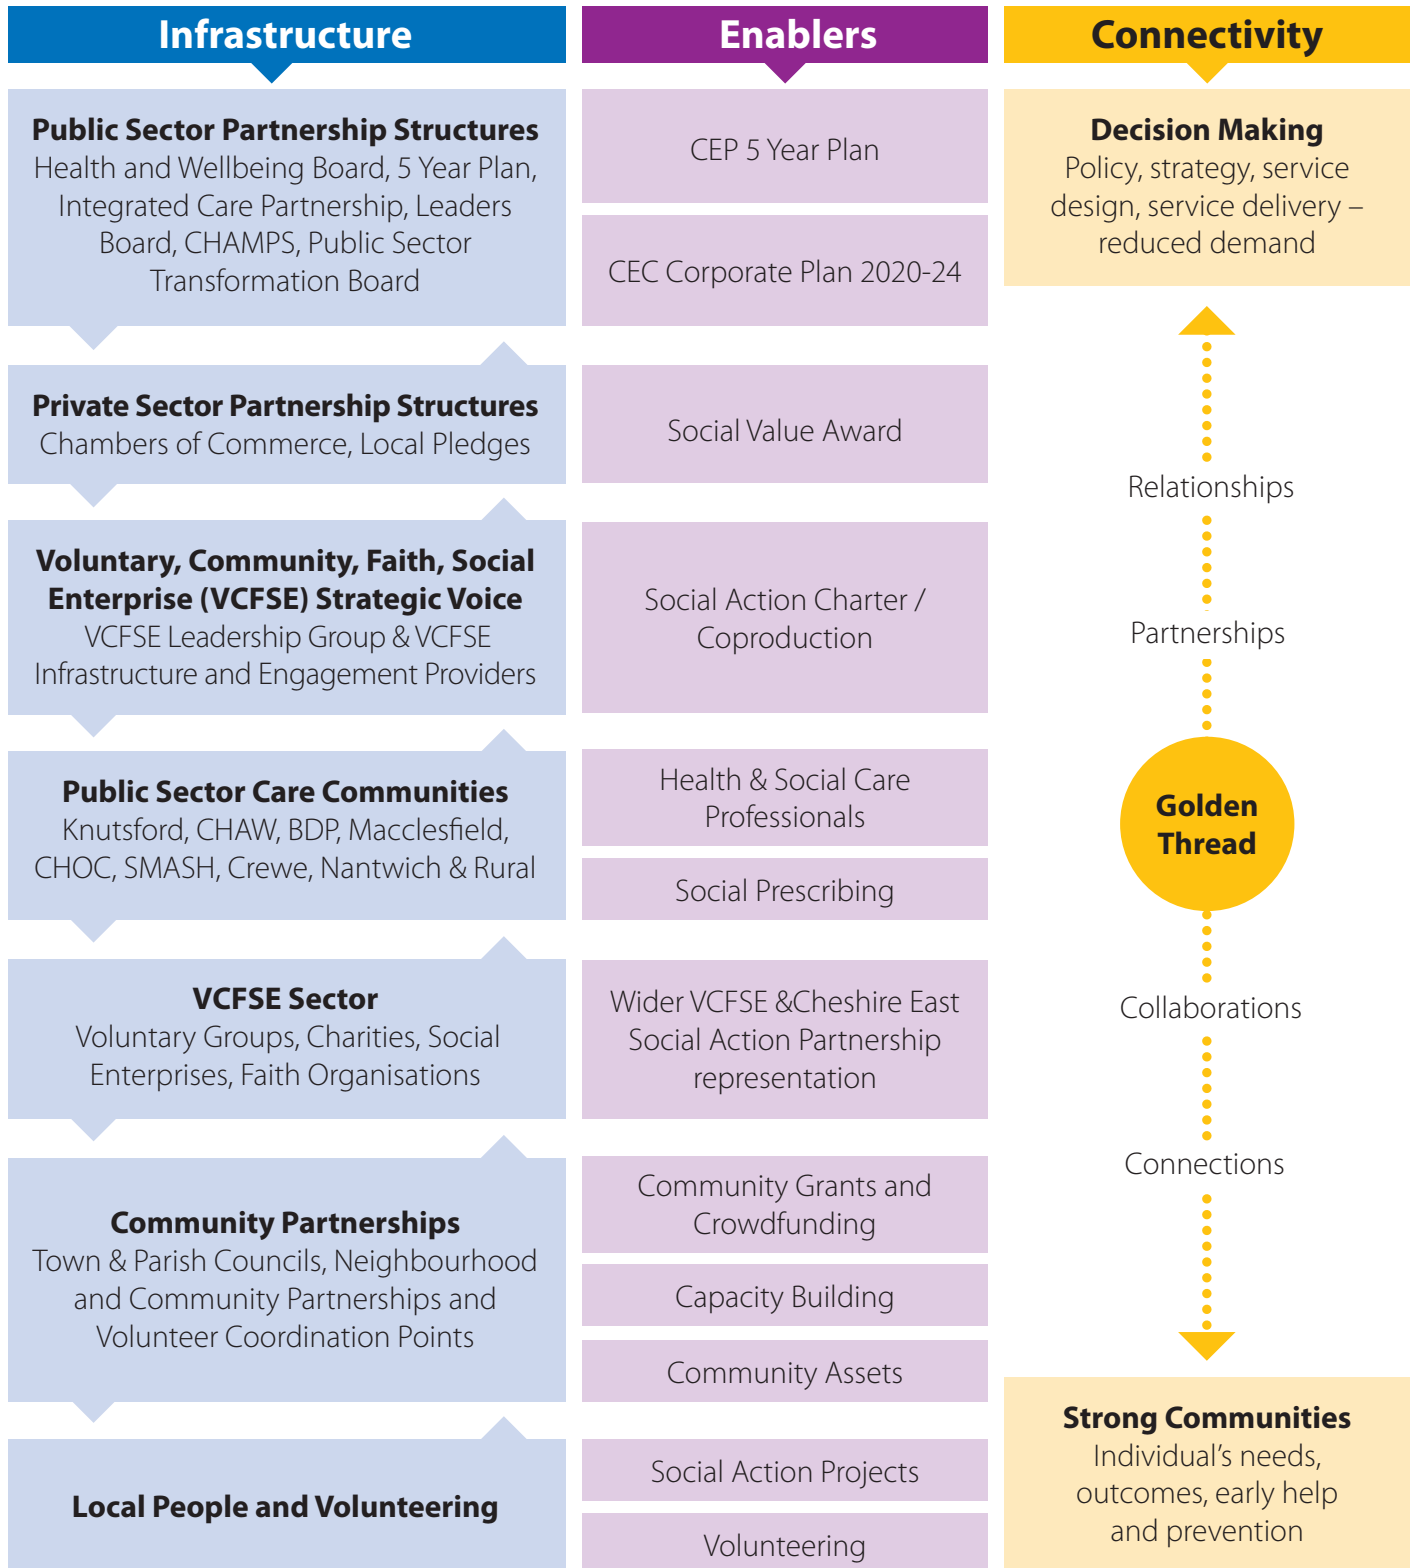 Infrastructure
Public Sector Partnership Structures
Health and Wellbeing Board, 5 Year Plan,
Integrated Care Partnership, Leaders
Board, CHAMPS, Public Sector
Transformation Board
Private Sector Partnership Structures
Chambers of Commerce, Local Pledges
Voluntary, Community, Faith, Social
Enterprise (VCFSE) Strategic Voice
VCFSE Leadership Group & VCFSE
Infrastructure and Engagement Providers
Public Sector Care Communities
Knutsford, CHAW, BDP, Macclesfield,
CHOC, SMASH, Crewe, Nantwich & Rural
VCFSE Sector
Voluntary Groups, Charities, Social
Enterprises, Faith Organisations
Community Partnerships
Town & Parish Councils, Neighbourhood
and Community Partnerships and
Volunteer Coordination Points
Local People and Volunteering
Enablers
CEP 5 Year Plan
CEC Corporate Plan 2020-24
Social Value Award
Social Action Charter /
Coproduction
Health & Social Care
Professionals
Social Prescribing
Wider VCFSE &Cheshire East
Social Action Partnership
representation
Community Grants and
Crowdfunding
Capacity Building
Community Assets
Social Action Projects
Volunteering
Connectivity
Decision Making
Policy, strategy, service
design, service delivery –
reduced demand
Relationships
Partnerships
Golden
Thread
Collaborations
Connections
Strong Communities
Individual’s needs,
outcomes, early help
and prevention